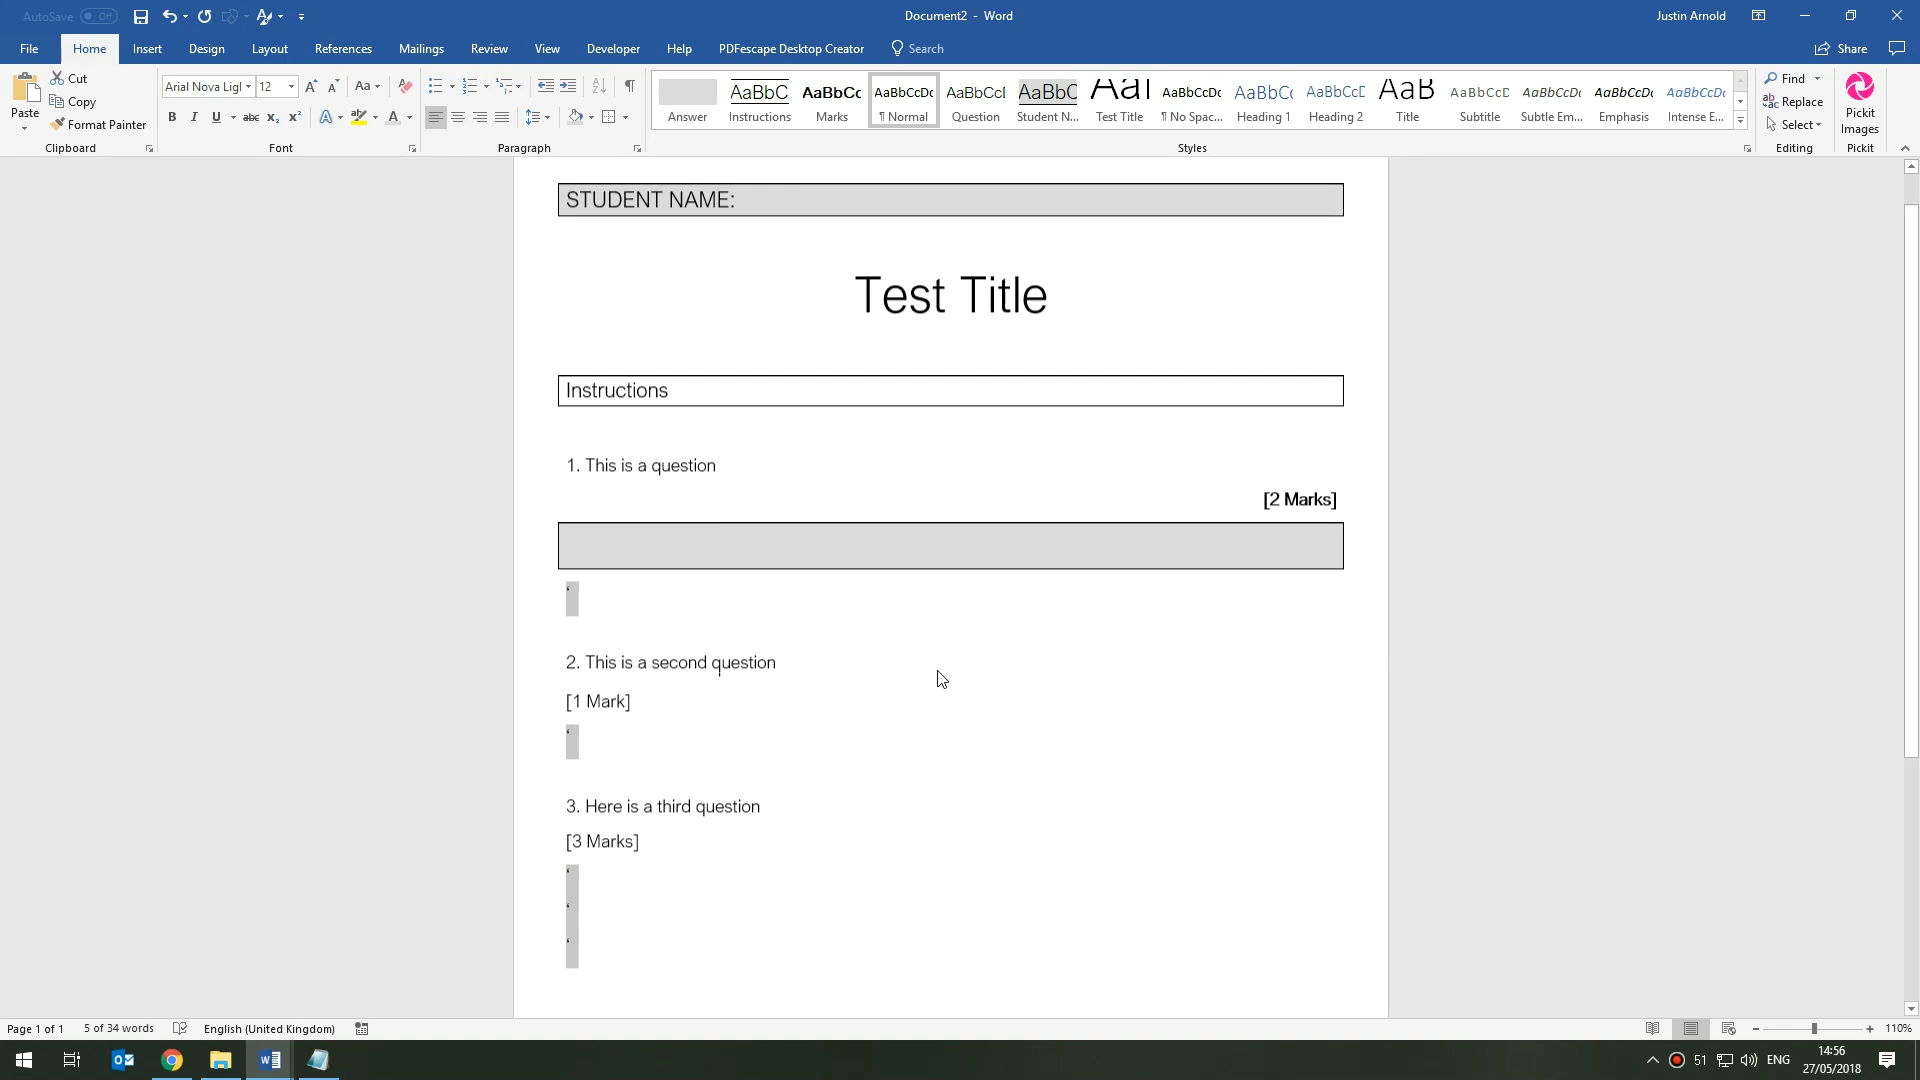 AutoSave Off
Document2 - Word
Justin Arnold
File Home Insert Design Layout References Mailings Review View Developer Help PDFescape Desktop Creator Search
Share
Paste
Cut
Copy
Format Painter
Clipboard
Arial Nova Ligl 12
Aa
B I U abc x₂ x²
A A
Font
Paragraph
AaBbC AaBbCc AaBbCcDc AaBbCcI AaBbC AaI AaBbCcDc AaBbCc AaBbCcE AaB AaBbCcD AaBbCcDc AaBbCcDc AaBbCcDc
Answer Instructions Marks ¶ Normal Question Student N... Test Title ¶ No Spac... Heading 1 Heading 2 Title Subtitle Subtle Em... Emphasis Intense E...
Styles
Find
Replace
Select
Editing
Pickit Images
Pickit
STUDENT NAME:
Test Title
Instructions
1. This is a question
[2 Marks]
2. This is a second question
[1 Mark]
3. Here is a third question
[3 Marks]
Page 1 of 1 5 of 34 words English (United Kingdom)
110%
51 ENG
14:56
27/05/2018